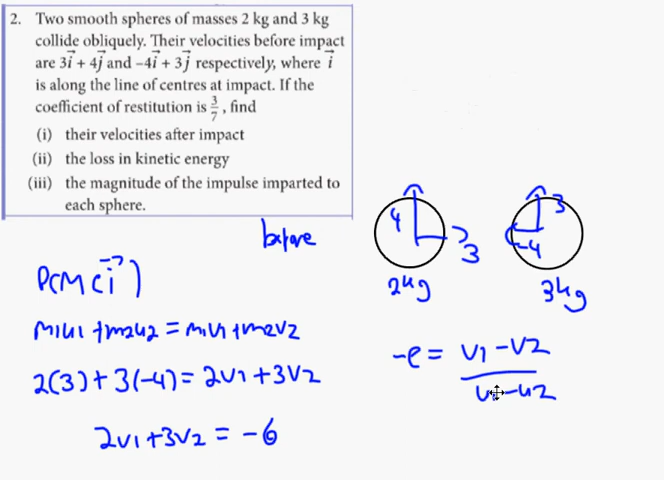 2. Two smooth spheres of masses 2 kg and 3 kg
collide obliquely. Their velocities before impact
are 3i⃗ + 4j⃗ and −4i⃗ + 3j⃗ respectively, where i⃗
is along the line of centres at impact. If the
coefficient of restitution is 3/7, find
(i) their velocities after impact
(ii) the loss in kinetic energy
(iii) the magnitude of the impulse imparted to
each sphere.
before
4
3
3
-4
2kg
3kg
PCM (i⃗)
m1u1 + m2u2 = m1v1 + m2v2
2(3) + 3(-4) = 2v1 + 3v2
2v1 + 3v2 = -6
-e = v1 - v2
u1 - u2